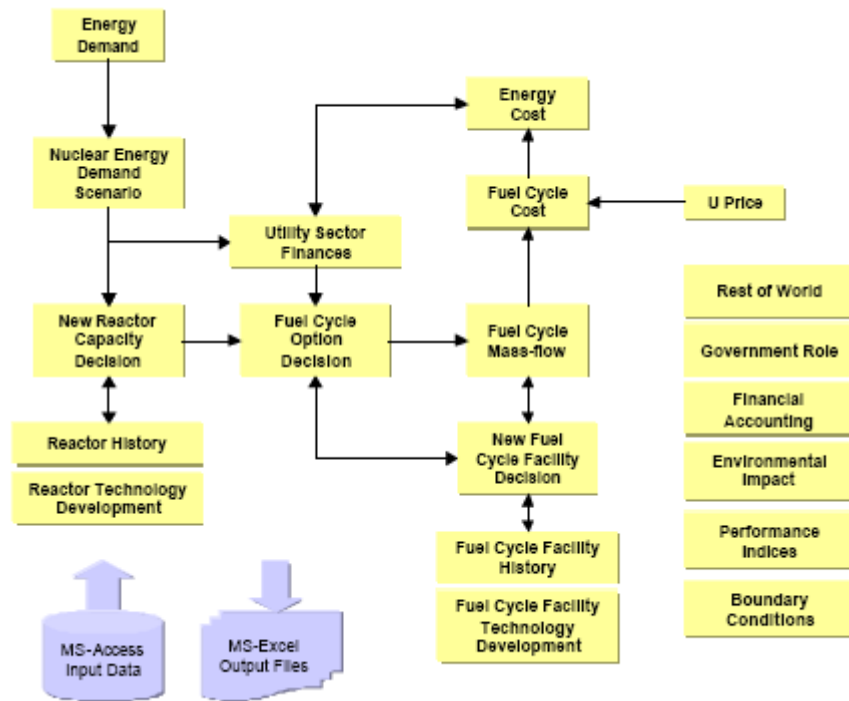 Energy
Demand
Nuclear Energy
Demand
Scenario
Utility Sector
Finances
Energy
Cost
Fuel Cycle
Cost
U Price
New Reactor
Capacity
Decision
Fuel Cycle
Option
Decision
Fuel Cycle
Mass-flow
Reactor History
Reactor Technology
Development
New Fuel
Cycle Facility
Decision
Fuel Cycle Facility
History
Fuel Cycle Facility
Technology
Development
Rest of World
Government Role
Financial
Accounting
Environmental
Impact
Performance
Indices
Boundary
Conditions
MS-Access
Input Data
MS-Excel
Output Files